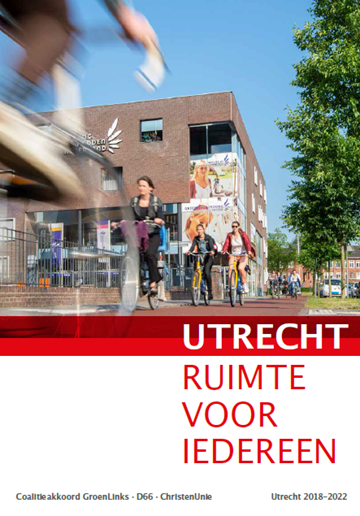 UTRECHT
RUIMTE
VOOR
IEDEREEN
Coalitieakkoord GroenLinks · D66 · ChristenUnie
Utrecht 2018–2022